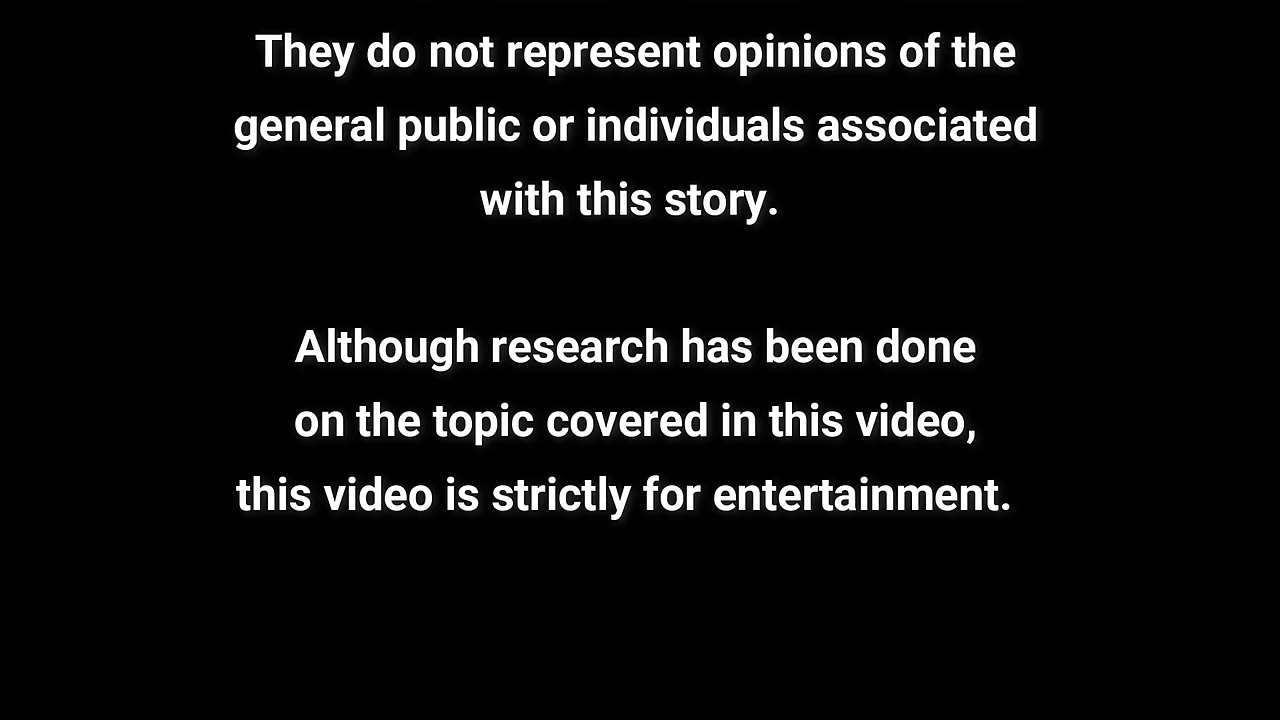 They do not represent opinions of the
general public or individuals associated
with this story.
Although research has been done
on the topic covered in this video,
this video is strictly for entertainment.